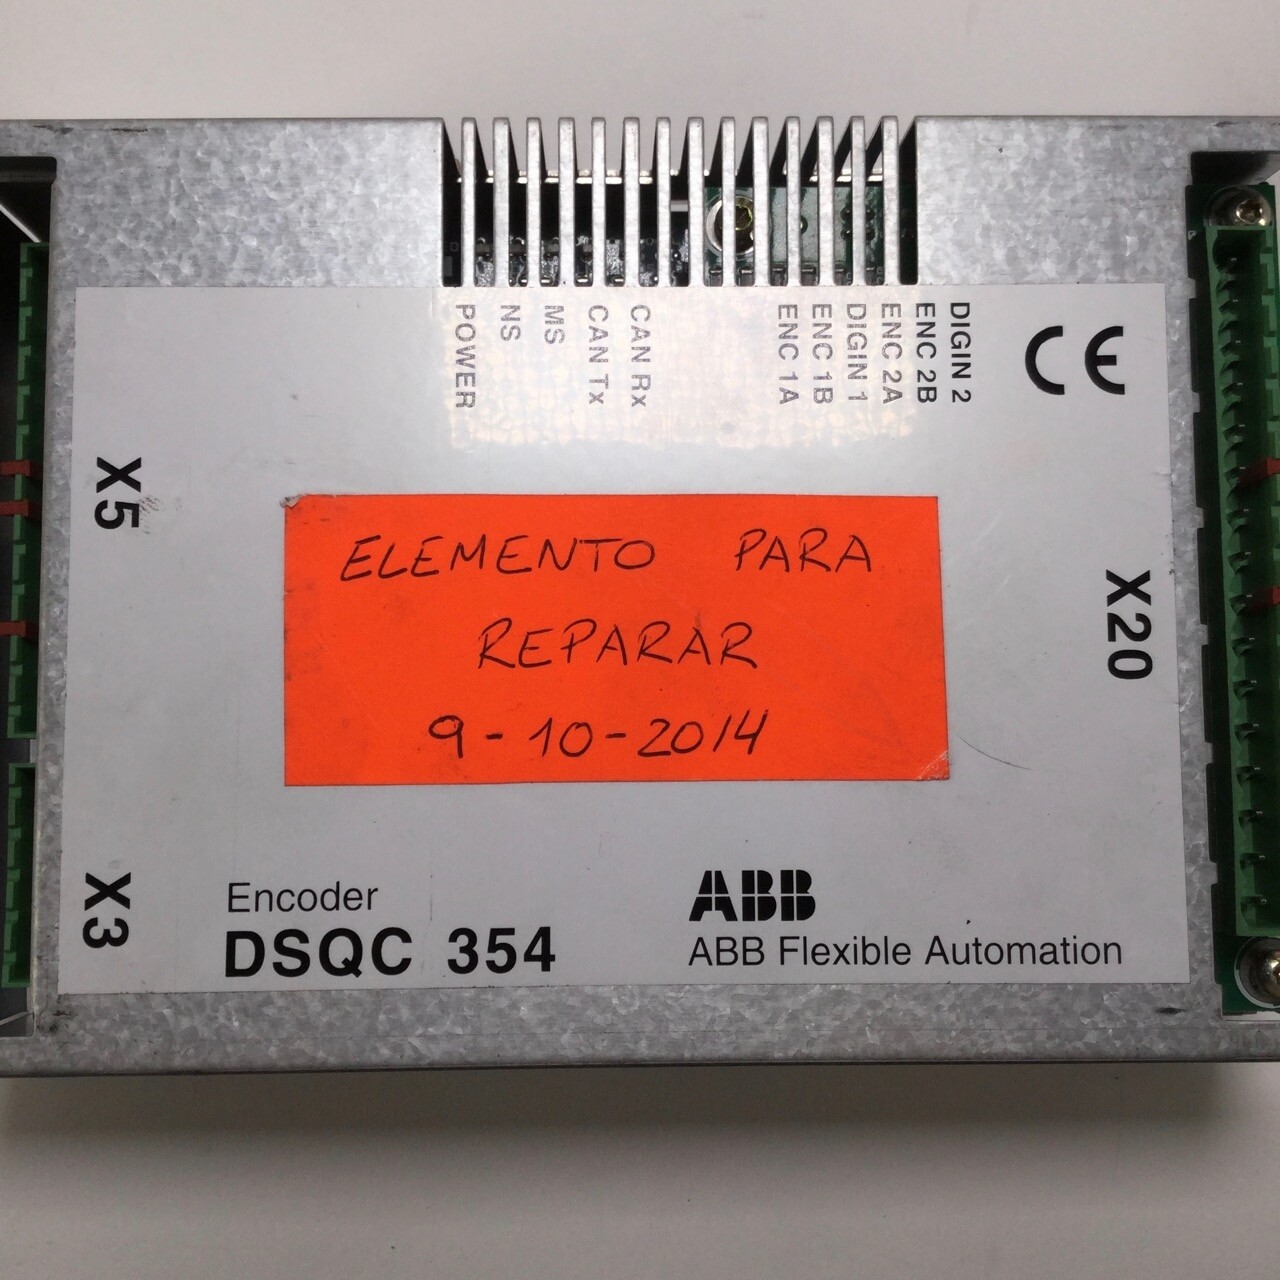 POWER
NS
MS
CAN Tx
CAN Rx
ENC 1A
ENC 1B
DIGIN 1
ENC 2A
ENC 2B
DIGIN 2
CE
X5
X20
ELEMENTO PARA
REPARAR
9-10-2014
X3
Encoder
DSQC 354
ABB
ABB Flexible Automation